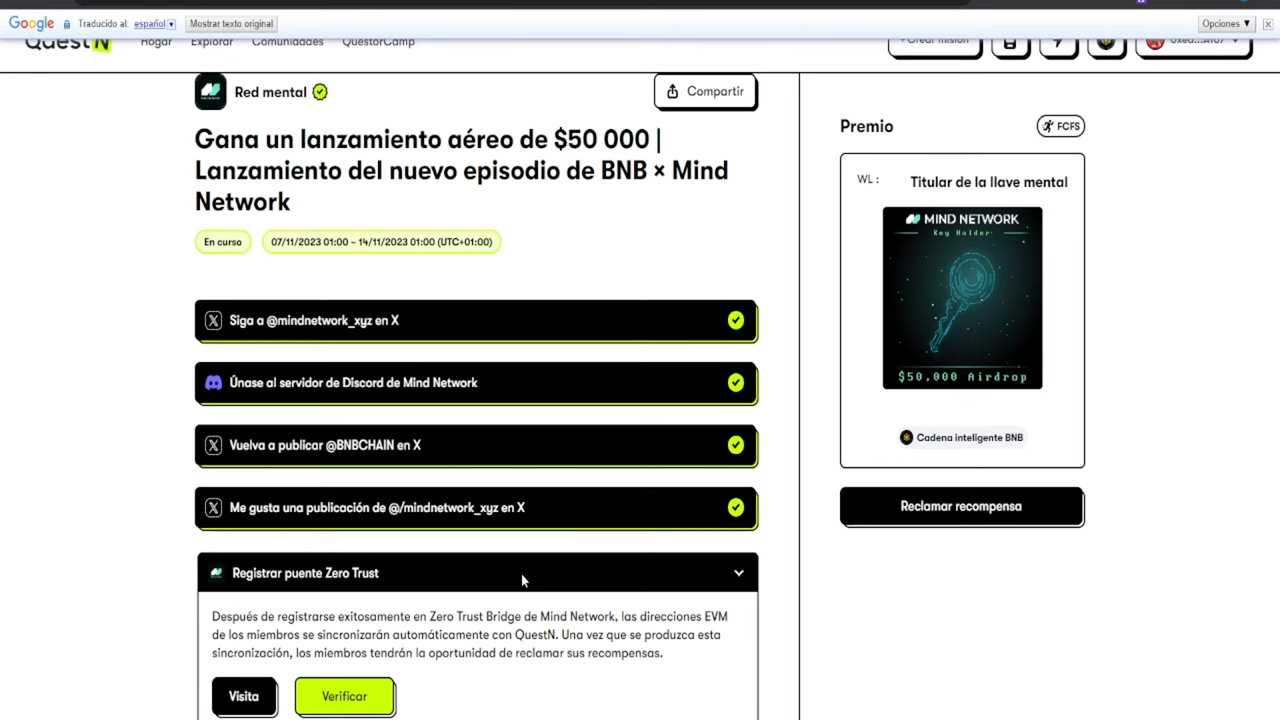 Google Traducido al: español ▼ Mostrar texto original Opciones ▼
QuestN Hogar Explorar Comunidades QuestorCamp + Crear misión
Red mental
Compartir
Gana un lanzamiento aéreo de $50 000 |
Lanzamiento del nuevo episodio de BNB × Mind
Network
En curso
07/11/2023 01:00 ~ 14/11/2023 01:00 (UTC+01:00)
Siga a @mindnetwork_xyz en X
Únase al servidor de Discord de Mind Network
Vuelva a publicar @BNBCHAIN en X
Me gusta una publicación de @/mindnetwork_xyz en X
Registrar puente Zero Trust
Después de registrarse exitosamente en Zero Trust Bridge de Mind Network, las direcciones EVM
de los miembros se sincronizarán automáticamente con QuestN. Una vez que se produzca esta
sincronización, los miembros tendrán la oportunidad de reclamar sus recompensas.
Visita
Verificar
Premio
FCFS
WL :
Titular de la llave mental
MIND NETWORK
Key Holder
$50,000 Airdrop
Cadena inteligente BNB
Reclamar recompensa